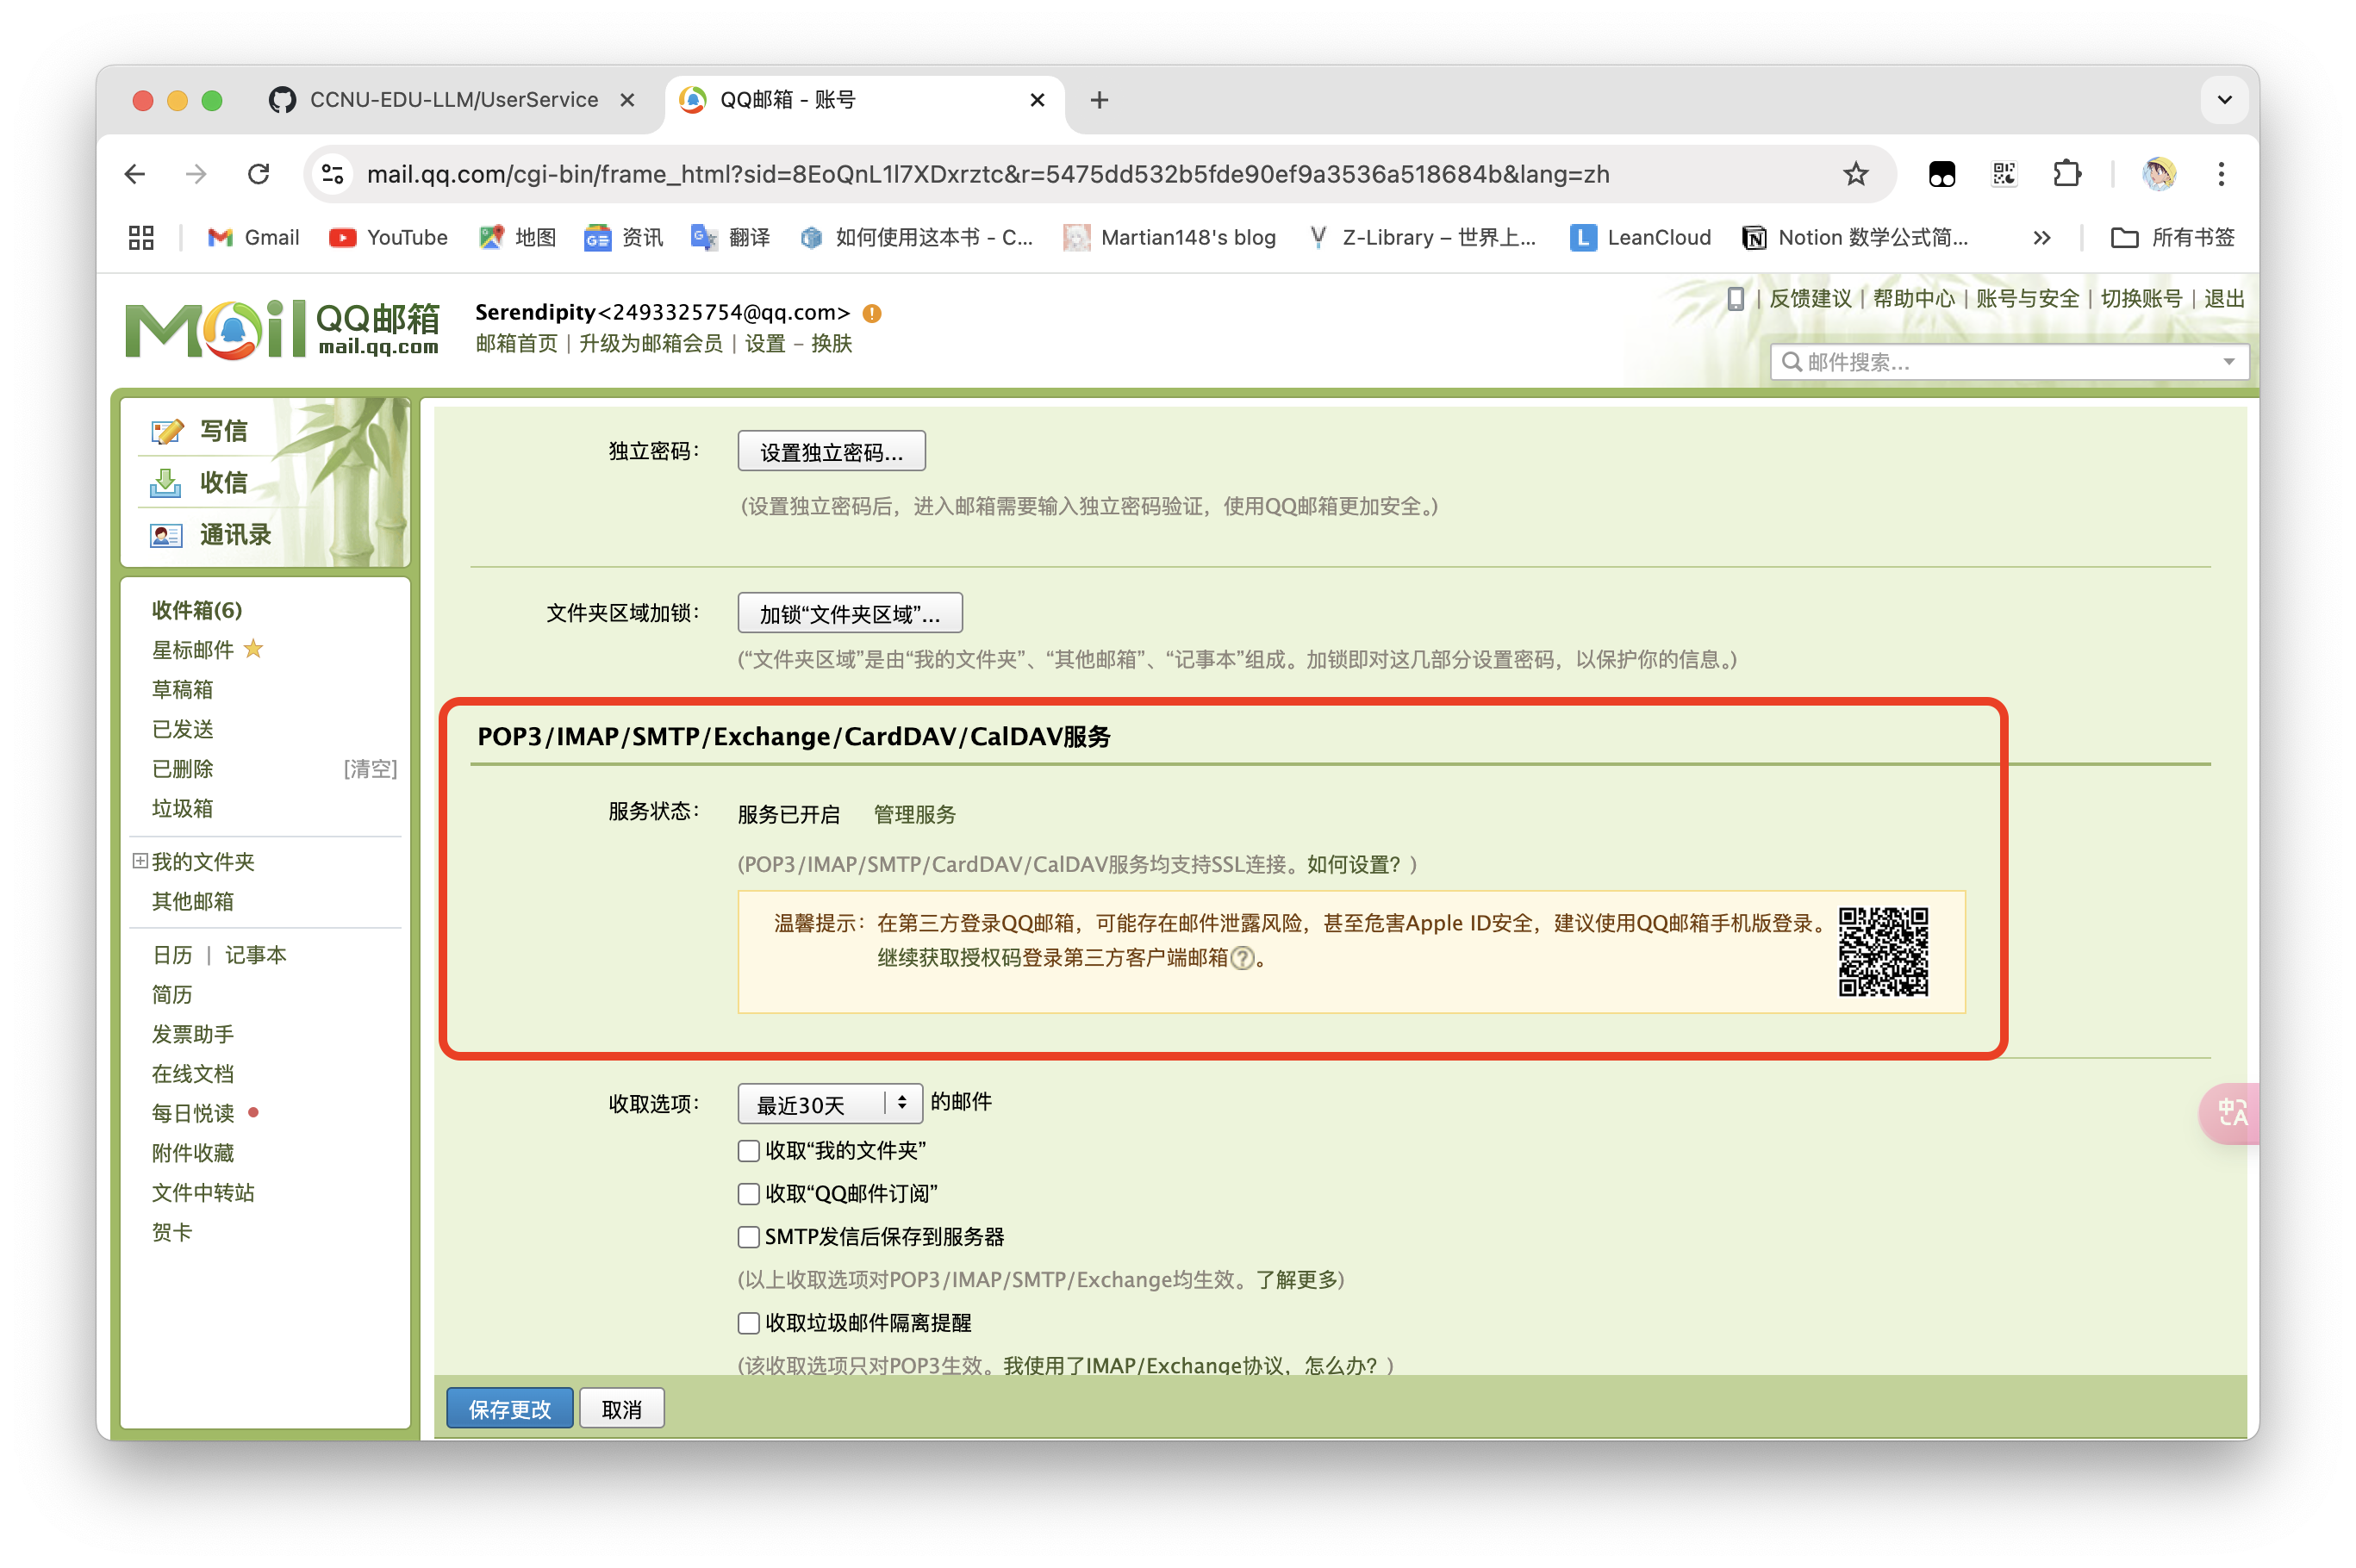 CCNU-EDU-LLM/UserService
QQ邮箱 - 账号
mail.qq.com/cgi-bin/frame_html?sid=8EoQnL1l7XDxrztc&r=5475dd532b5fde90ef9a3536a518684b&lang=zh
Gmail YouTube 地图 资讯 翻译 如何使用这本书 - C... Martian148's blog Z-Library – 世界上... LeanCloud Notion 数学公式简... » 所有书签
Mail QQ邮箱
mail.qq.com
Serendipity<2493325754@qq.com>
邮箱首页 | 升级为邮箱会员 | 设置 – 换肤
| 反馈建议 | 帮助中心 | 账号与安全 | 切换账号 | 退出
邮件搜索...
写信
收信
通讯录
收件箱(6)
星标邮件
草稿箱
已发送
已删除 [清空]
垃圾箱
我的文件夹
其他邮箱
日历 | 记事本
简历
发票助手
在线文档
每日悦读
附件收藏
文件中转站
贺卡
独立密码： 设置独立密码...
(设置独立密码后，进入邮箱需要输入独立密码验证，使用QQ邮箱更加安全。)
文件夹区域加锁： 加锁“文件夹区域”...
(“文件夹区域”是由“我的文件夹”、“其他邮箱”、“记事本”组成。加锁即对这几部分设置密码，以保护你的信息。)
POP3/IMAP/SMTP/Exchange/CardDAV/CalDAV服务
服务状态： 服务已开启 管理服务
(POP3/IMAP/SMTP/CardDAV/CalDAV服务均支持SSL连接。如何设置？)
温馨提示：在第三方登录QQ邮箱，可能存在邮件泄露风险，甚至危害Apple ID安全，建议使用QQ邮箱手机版登录。
继续获取授权码登录第三方客户端邮箱?。
收取选项： 最近30天 的邮件
收取“我的文件夹”
收取“QQ邮件订阅”
SMTP发信后保存到服务器
(以上收取选项对POP3/IMAP/SMTP/Exchange均生效。了解更多)
收取垃圾邮件隔离提醒
(该收取选项只对POP3生效。我使用了IMAP/Exchange协议，怎么办？)
保存更改 取消
中 A